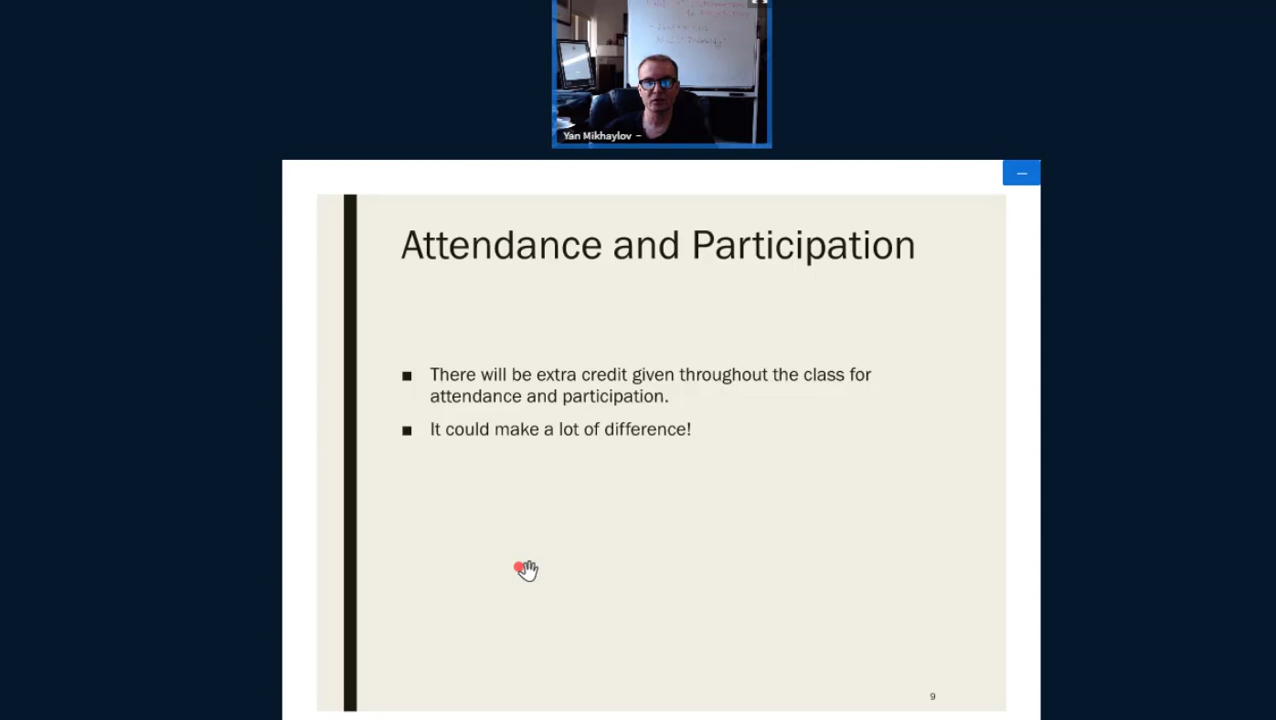 Yan Mikhaylov
Attendance and Participation
■ There will be extra credit given throughout the class for
attendance and participation.
■ It could make a lot of difference!
9